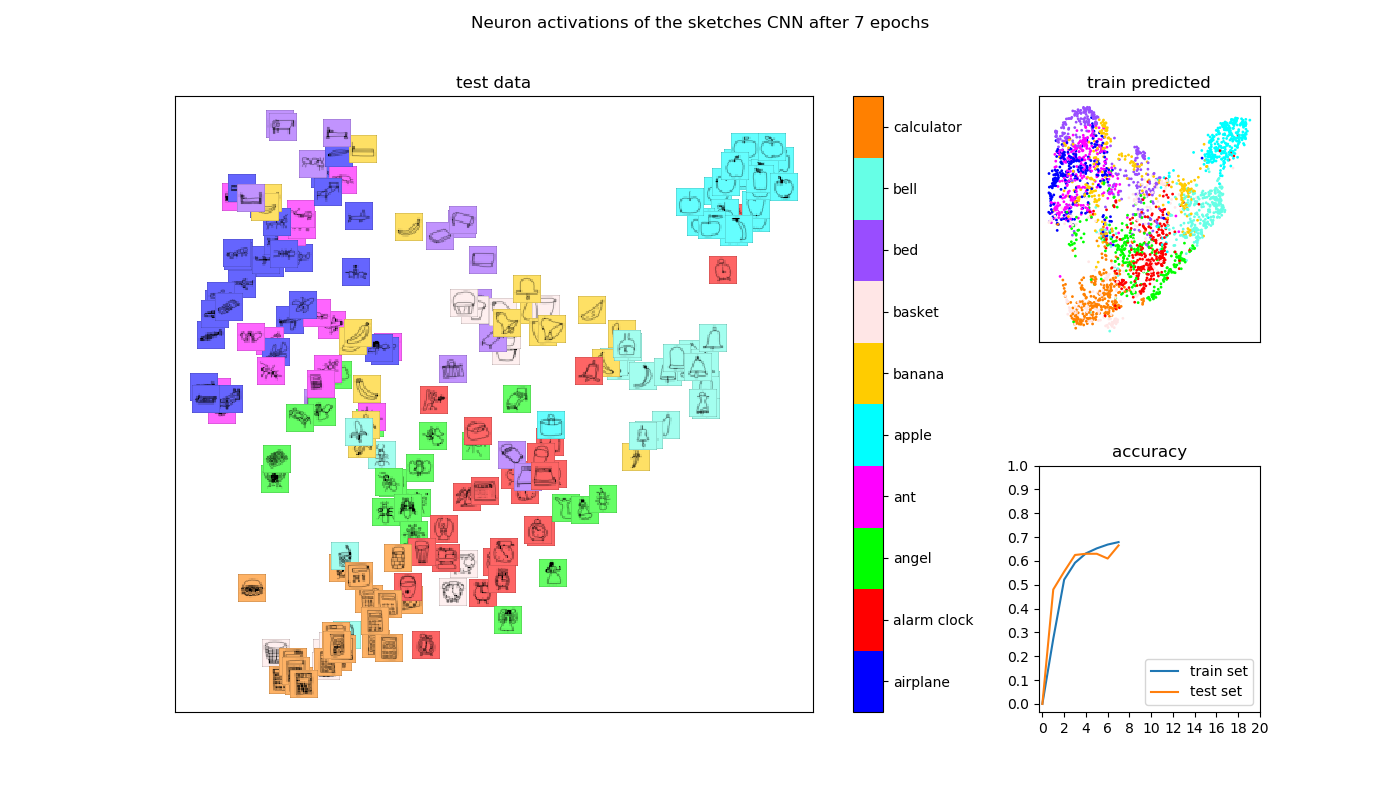 Neuron activations of the sketches CNN after 7 epochs
test data
calculator
bell
bed
basket
banana
apple
ant
angel
alarm clock
airplane
train predicted
accuracy
1.0
0.9
0.8
0.7
0.6
0.5
0.4
0.3
0.2
0.1
0.0
train set
test set
0 2 4 6 8 10 12 14 16 18 20